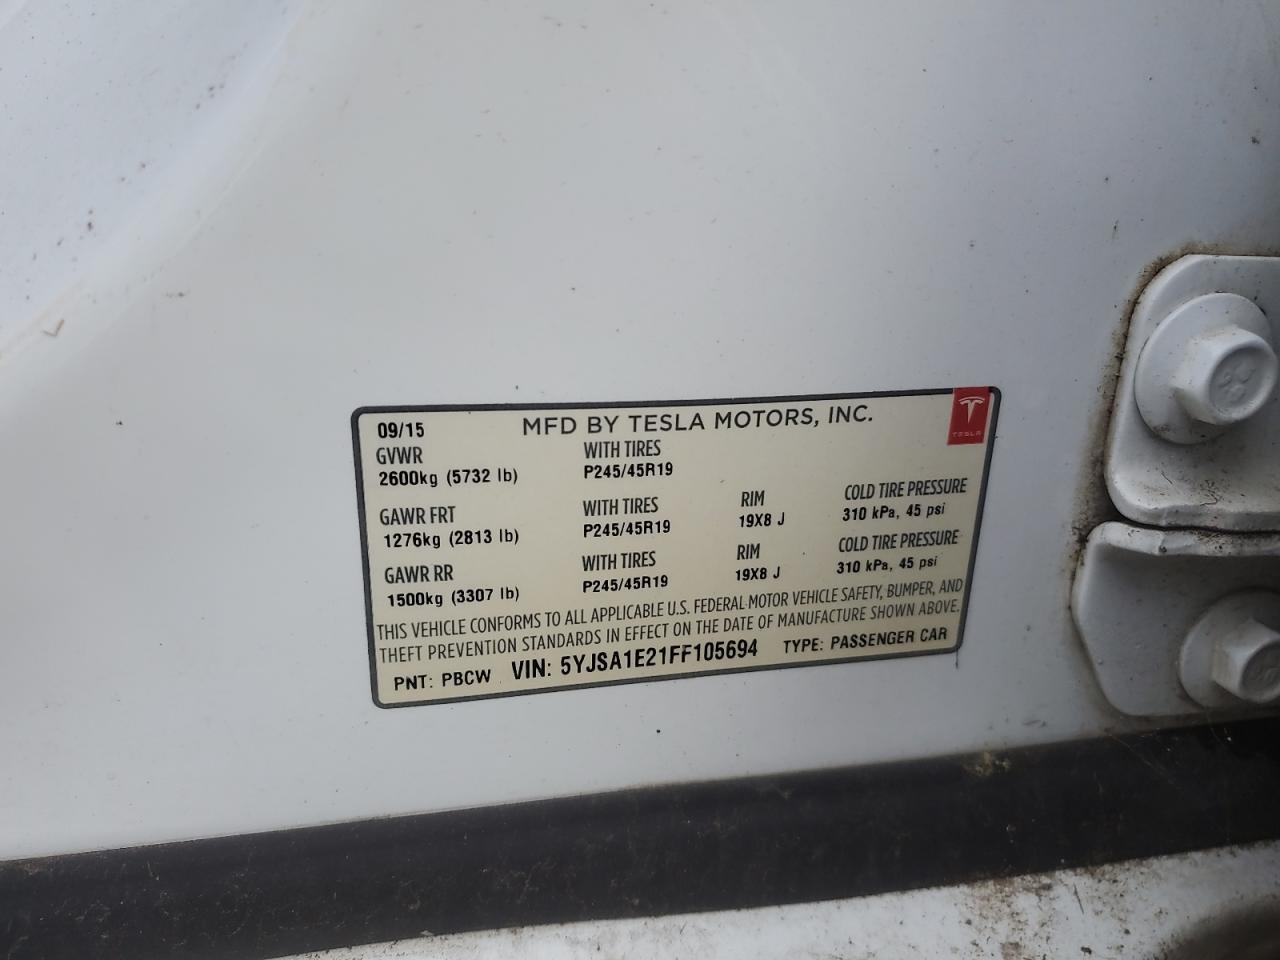 09/15 MFD BY TESLA MOTORS, INC.
TESLA
GVWR WITH TIRES
2600kg (5732 lb) P245/45R19
GAWR FRT WITH TIRES RIM COLD TIRE PRESSURE
1276kg (2813 lb) P245/45R19 19X8 J 310 kPa, 45 psi
GAWR RR WITH TIRES RIM COLD TIRE PRESSURE
1500kg (3307 lb) P245/45R19 19X8 J 310 kPa, 45 psi
THIS VEHICLE CONFORMS TO ALL APPLICABLE U.S. FEDERAL MOTOR VEHICLE SAFETY, BUMPER, AND
THEFT PREVENTION STANDARDS IN EFFECT ON THE DATE OF MANUFACTURE SHOWN ABOVE.
PNT: PBCW VIN: 5YJSA1E21FF105694 TYPE: PASSENGER CAR